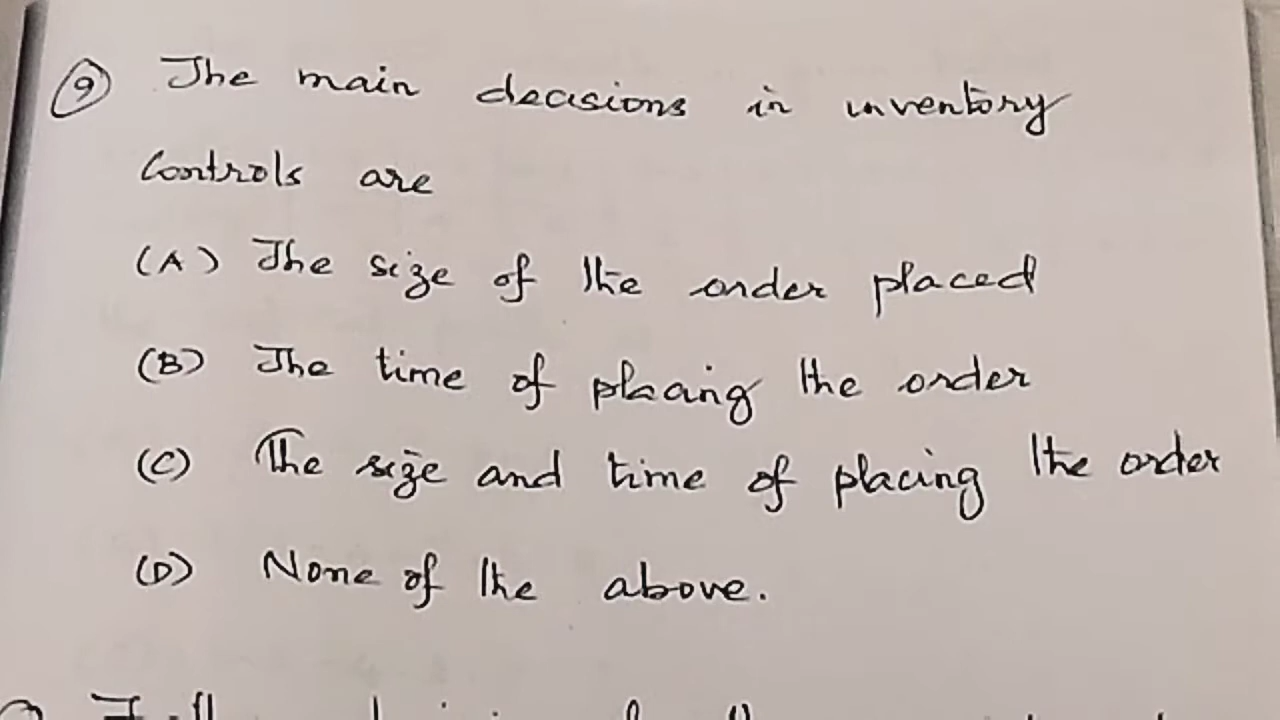 9 The main decisions in inventory
Controls are
(A) The size of the order placed
(B) The time of placing the order
(C) The size and time of placing the order
(D) None of the above.